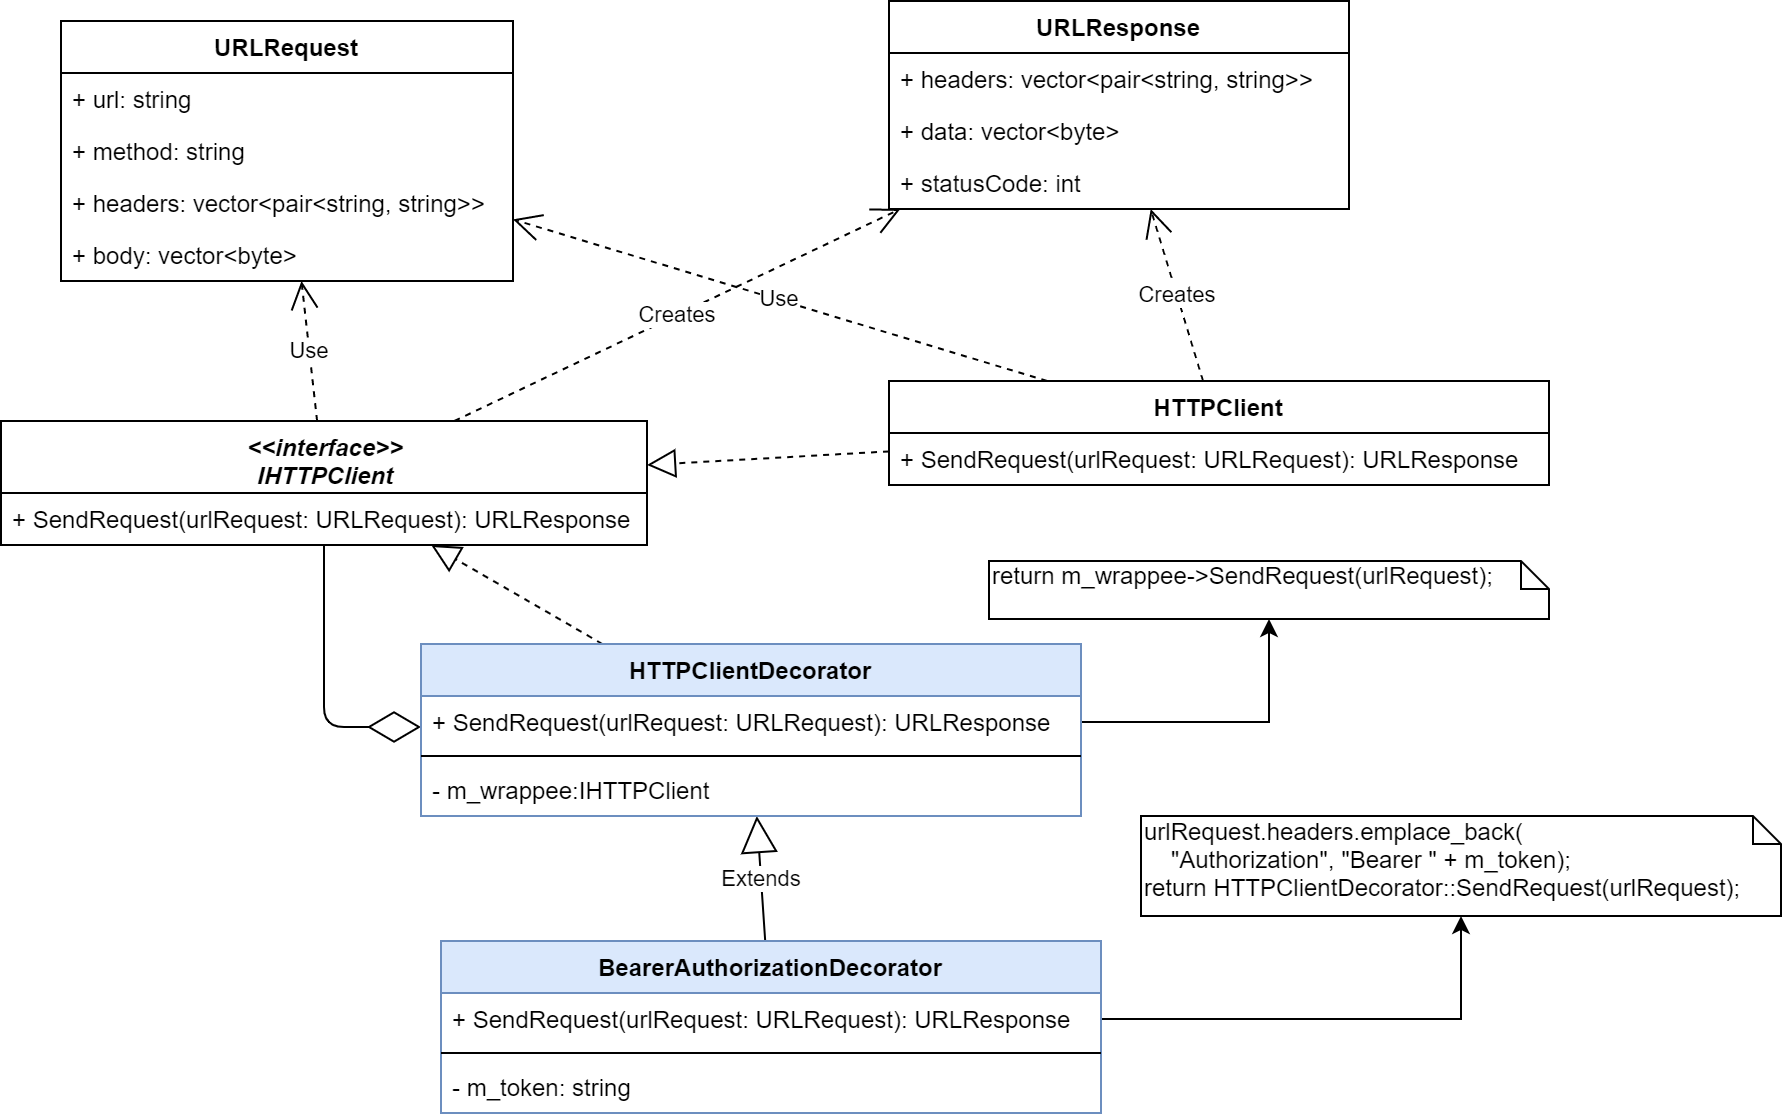 URLRequest
+ url: string
+ method: string
+ headers: vector<pair<string, string>>
+ body: vector<byte>
URLResponse
+ headers: vector<pair<string, string>>
+ data: vector<byte>
+ statusCode: int
Use
Creates
Use
Creates
<<interface>>
IHTTPClient
+ SendRequest(urlRequest: URLRequest): URLResponse
HTTPClient
+ SendRequest(urlRequest: URLRequest): URLResponse
return m_wrappee->SendRequest(urlRequest);
HTTPClientDecorator
+ SendRequest(urlRequest: URLRequest): URLResponse
- m_wrappee:IHTTPClient
Extends
urlRequest.headers.emplace_back(
"Authorization", "Bearer " + m_token);
return HTTPClientDecorator::SendRequest(urlRequest);
BearerAuthorizationDecorator
+ SendRequest(urlRequest: URLRequest): URLResponse
- m_token: string